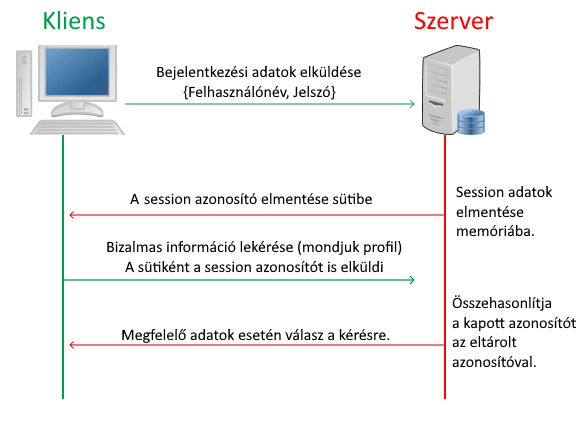 Kliens
Szerver
Bejelentkezési adatok elküldése
{Felhasználónév, Jelszó}
A session azonosító elmentése sütibe
Session adatok
elmentése
memóriába.
Bizalmas információ lekérése (mondjuk profil)
A sütiként a session azonosítót is elküldi
Összehasonlítja
a kapott azonosítót
az eltárolt
azonosítóval.
Megfelelő adatok esetén válasz a kérésre.